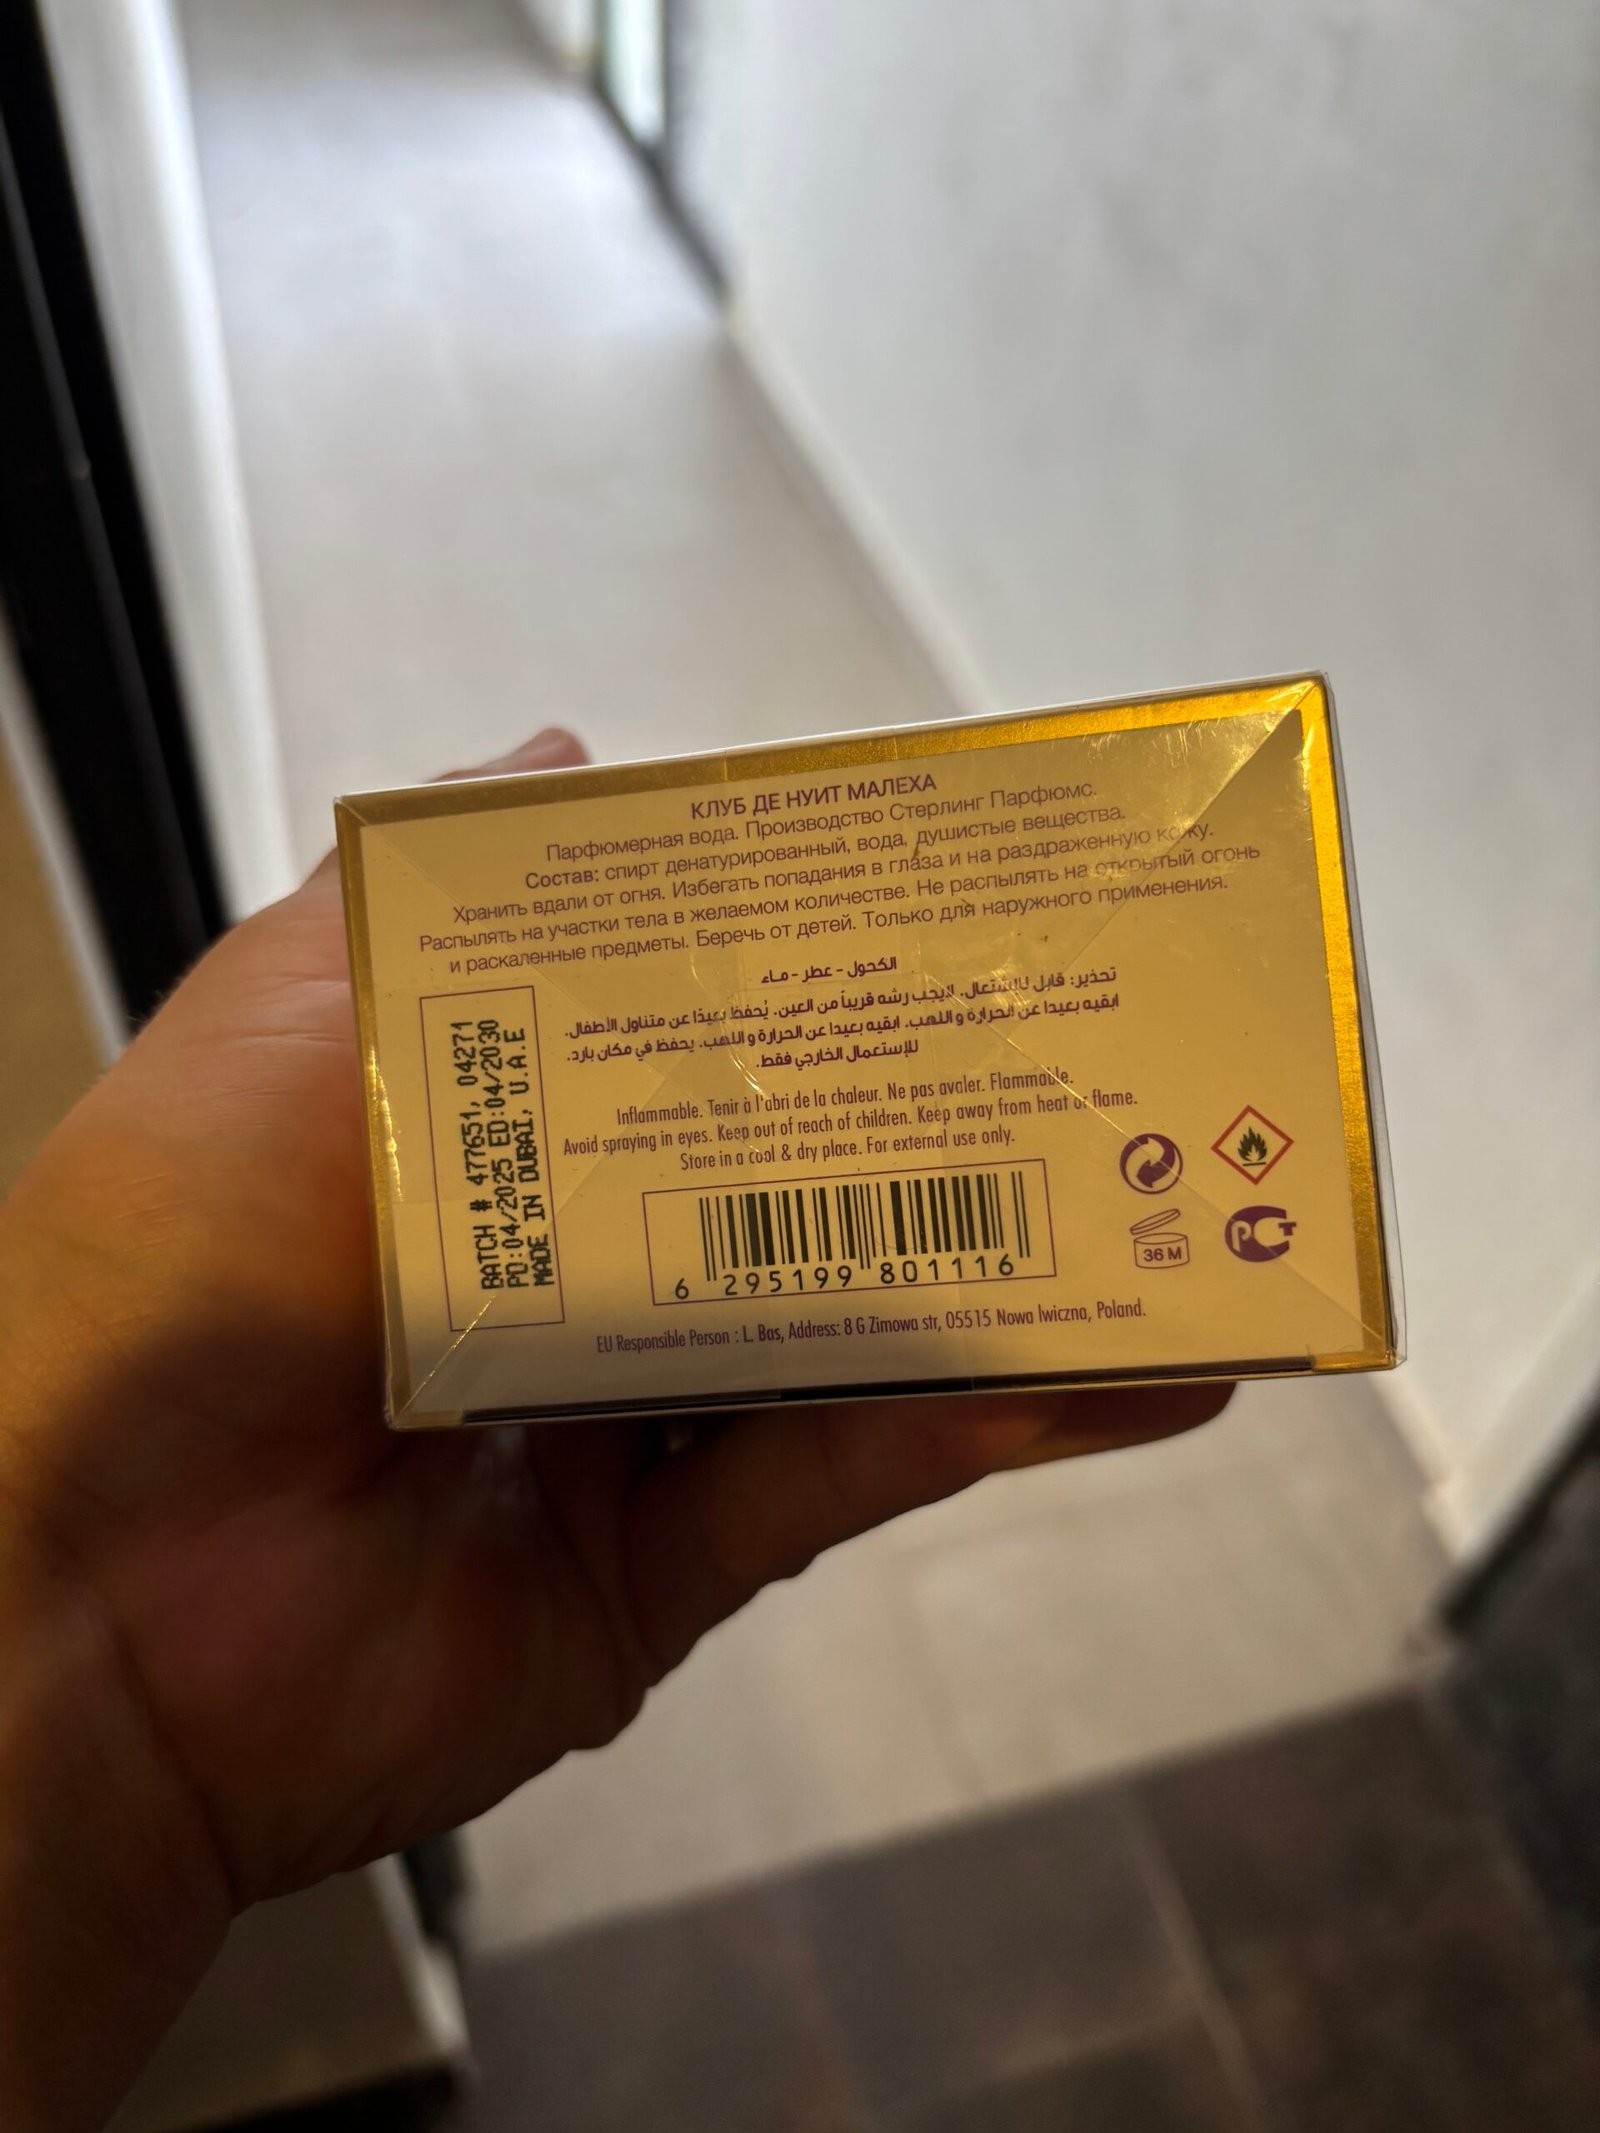 КЛУБ ДЕ НУИТ МАЛЕХА
Парфюмерная вода. Производство Стерлинг Парфюмс.
Состав: спирт денатурированный, вода, душистые вещества.
Хранить вдали от огня. Избегать попадания в глаза и на раздраженную кожу.
Распылять на участки тела в желаемом количестве. Не распылять на открытый огонь
и раскаленные предметы. Беречь от детей. Только для наружного применения.
الكحول - عطر - ماء
تحذير: قابل للإشتعال. لايجب رشه قريباً من العين. يُحفظ بعيدًا عن متناول الأطفال.
ابقيه بعيدا عن الحرارة و اللهب. ابقيه بعيدا عن الحرارة و اللهب. يحفظ في مكان بارد.
للإستعمال الخارجي فقط.
Inflammable. Tenir à l'abri de la chaleur. Ne pas avaler. Flammable.
Avoid spraying in eyes. Keep out of reach of children. Keep away from heat or flame.
Store in a cool & dry place. For external use only.
BATCH # 477651, 04271
PD:04/2025 ED:04/2030
MADE IN DUBAI, U.A.E
6 295199 801116
36 M
РСТ
EU Responsible Person : L. Bas, Address: 8 G Zimowa str, 05515 Nowa Iwiczna, Poland.